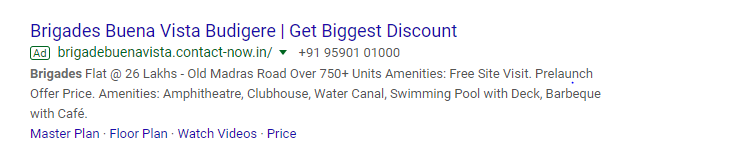 Brigades Buena Vista Budigere | Get Biggest Discount
Ad brigadebuenavista.contact-now.in/ +91 95901 01000
Brigades Flat @ 26 Lakhs - Old Madras Road Over 750+ Units Amenities: Free Site Visit. Prelaunch
Offer Price. Amenities: Amphitheatre, Clubhouse, Water Canal, Swimming Pool with Deck, Barbeque
with Café.
Master Plan · Floor Plan · Watch Videos · Price